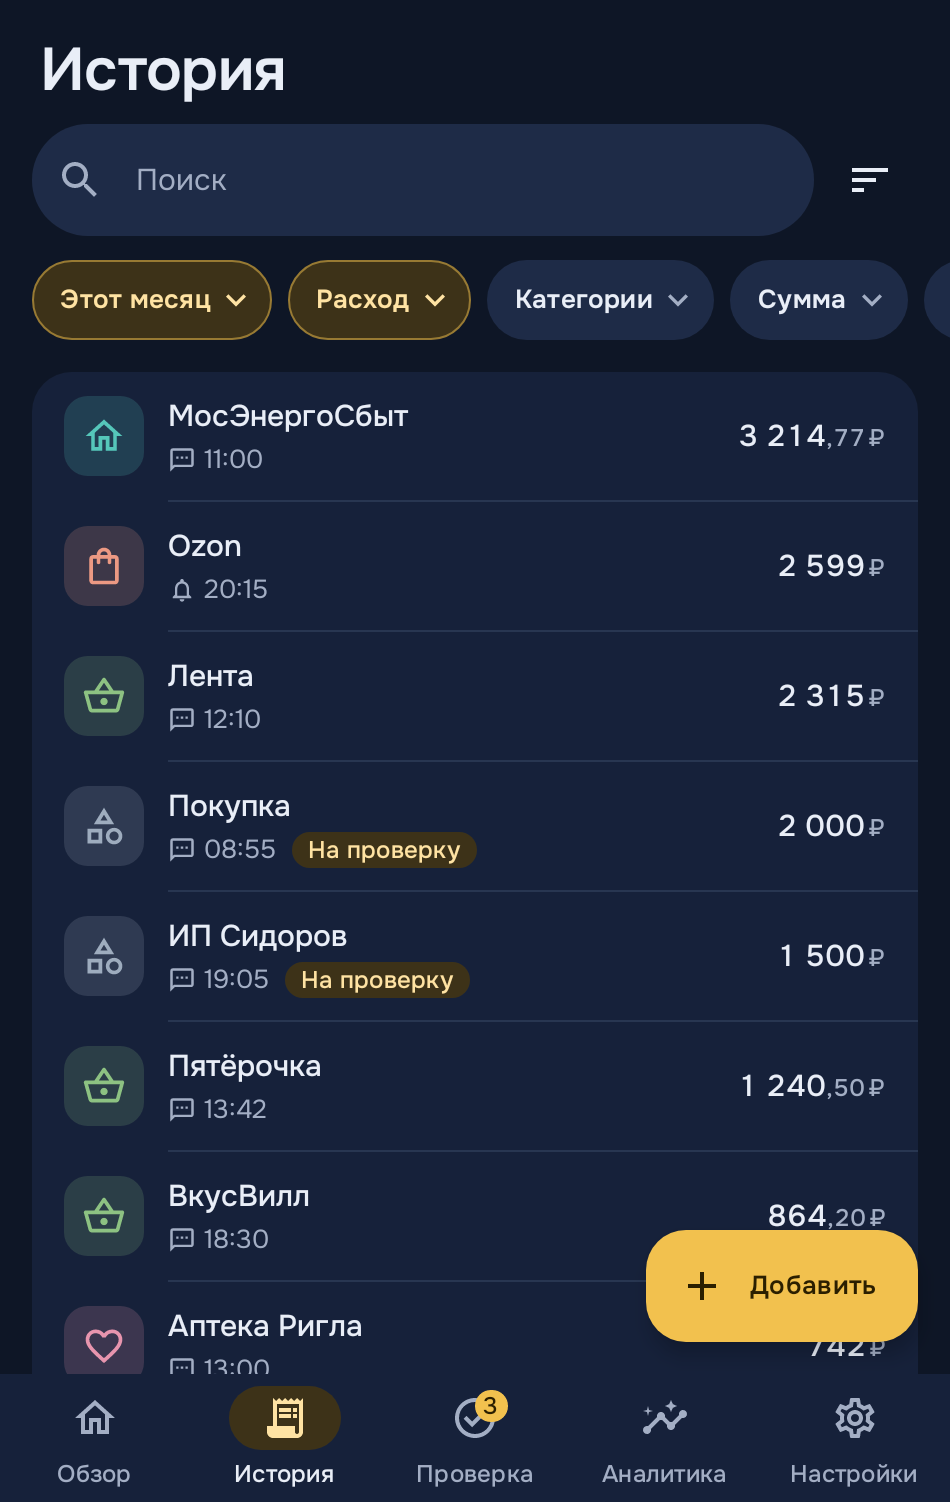 История
Поиск
Этот месяц Расход Категории Сумма
МосЭнергоСбыт
3 214,77 ₽
11:00
Ozon
2 599 ₽
20:15
Лента
2 315 ₽
12:10
Покупка
2 000 ₽
08:55 На проверку
ИП Сидоров
1 500 ₽
19:05 На проверку
Пятёрочка
1 240,50 ₽
13:42
ВкусВилл
864,20 ₽
18:30
Добавить
Аптека Ригла
742 ₽
13:00
3
Обзор История Проверка Аналитика Настройки